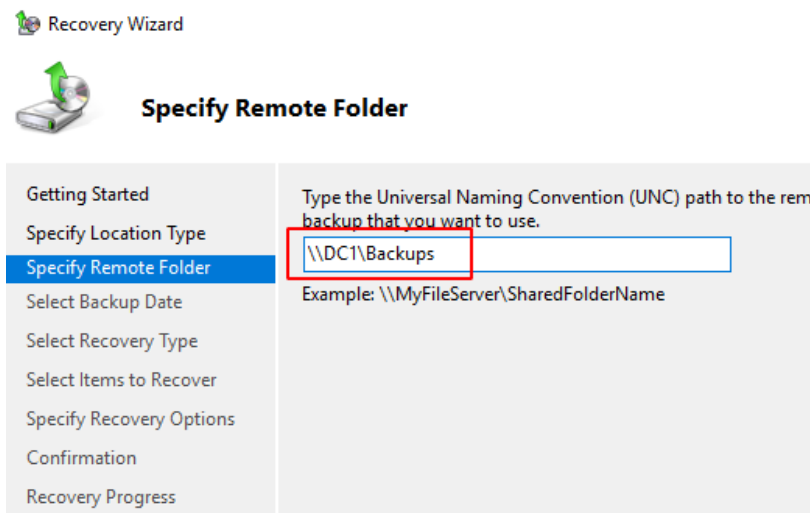 Recovery Wizard
Specify Remote Folder
Getting Started
Specify Location Type
Specify Remote Folder
Select Backup Date
Select Recovery Type
Select Items to Recover
Specify Recovery Options
Confirmation
Recovery Progress
Type the Universal Naming Convention (UNC) path to the rem
backup that you want to use.
\\DC1\Backups
Example: \\MyFileServer\SharedFolderName